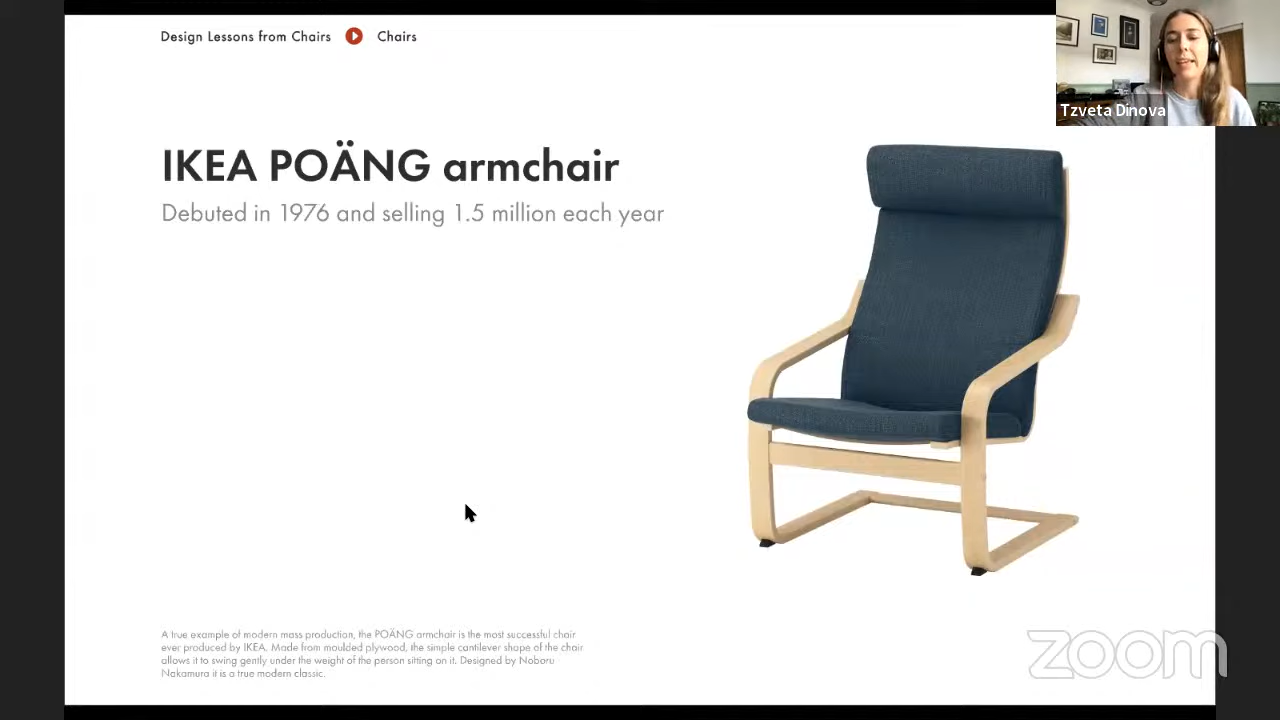 Design Lessons from Chairs Chairs
Tzveta Dinova
IKEA POÄNG armchair
Debuted in 1976 and selling 1.5 million each year
A true example of modern mass production, the POÄNG armchair is the most successful chair
ever produced by IKEA. Made from moulded plywood, the simple cantilever shape of the chair
allows it to swing gently under the weight of the person sitting on it. Designed by Noboru
Nakamura it is a true modern classic.
zoom